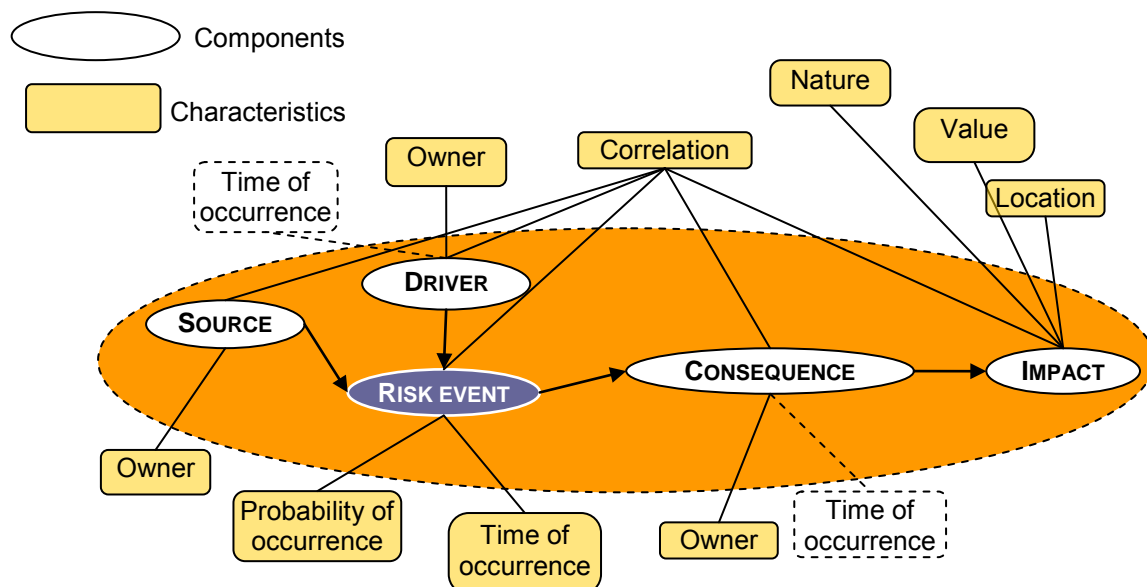 Components
Characteristics
Nature
Value
Location
Owner
Correlation
Time of
occurrence
DRIVER
SOURCE
RISK EVENT
CONSEQUENCE
IMPACT
Owner
Probability of
occurrence
Time of
occurrence
Owner
Time of
occurrence